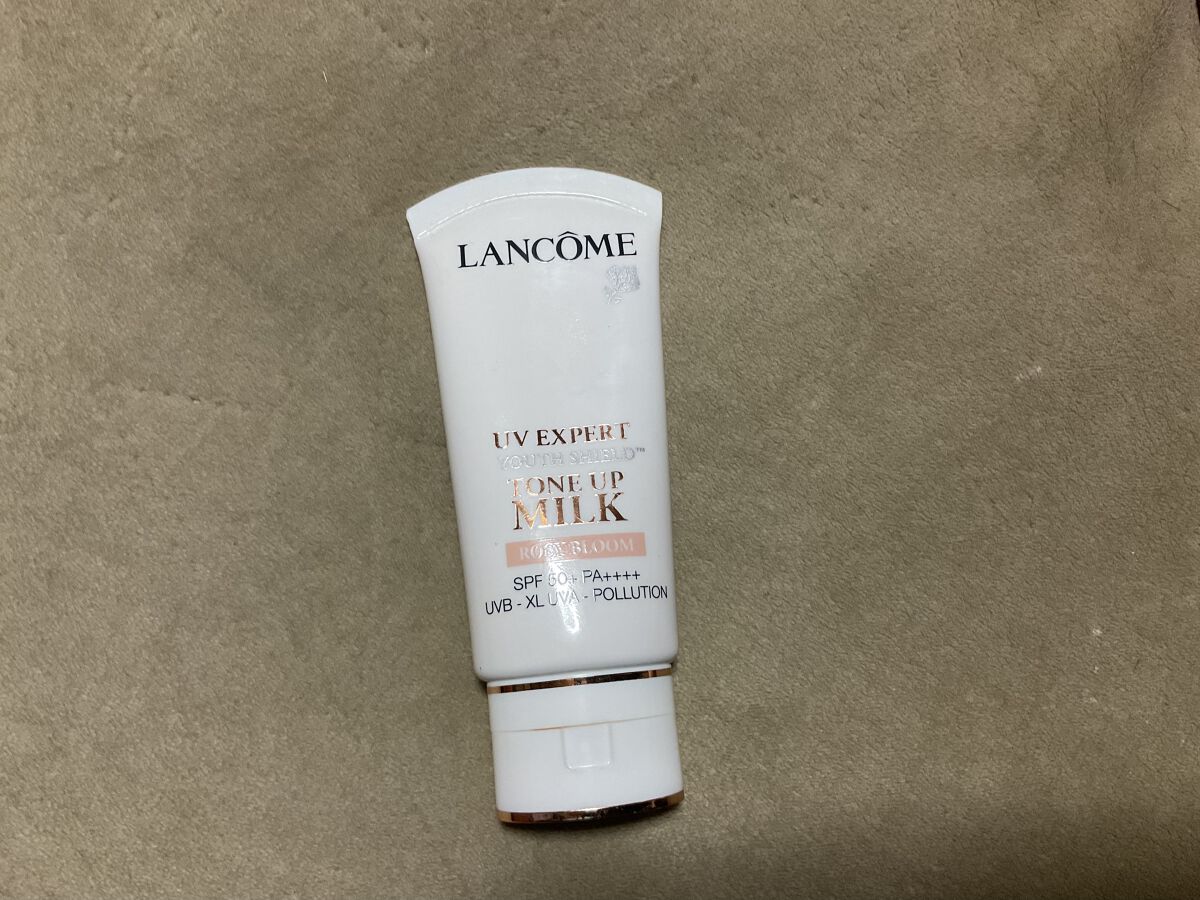 LANCÔME
UV EXPERT
YOUTH SHIELD™
TONE UP
MILK
ROSY BLOOM
SPF 50+ PA++++
UVB - XL UVA - POLLUTION